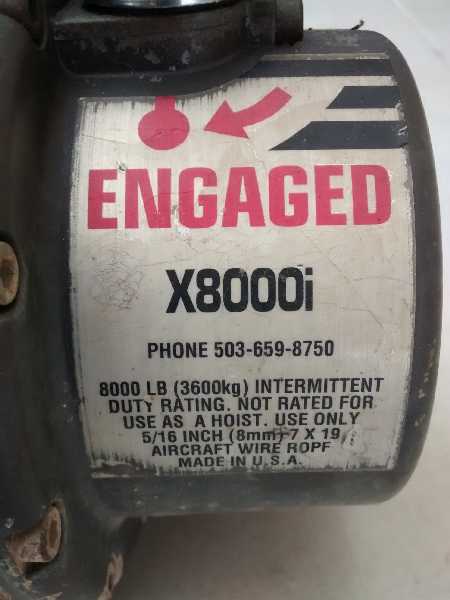 ENGAGED
X8000i
PHONE 503-659-8750
8000 LB (3600kg) INTERMITTENT
DUTY RATING. NOT RATED FOR
USE AS A HOIST. USE ONLY
5/16 INCH (8mm) 7 X 19
AIRCRAFT WIRE ROPE
MADE IN U.S.A.